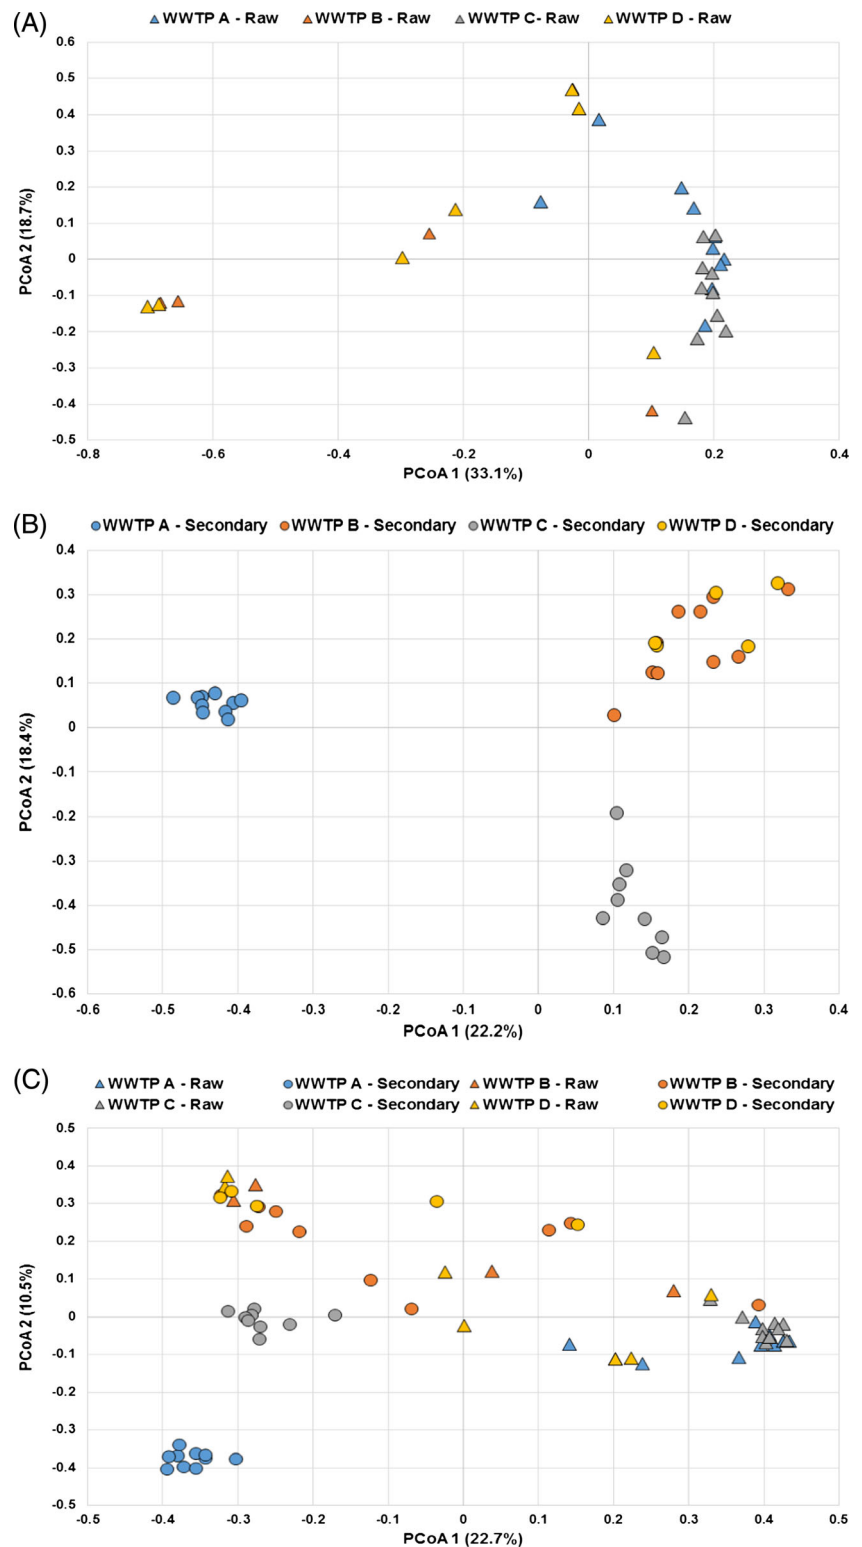 (A)
WWTP A - Raw WWTP B - Raw WWTP C- Raw WWTP D - Raw
0.6
0.5
0.4
0.3
0.2
0.1
0
-0.1
-0.2
-0.3
-0.4
-0.5
PCoA 2 (18.7%)
-0.8 -0.6 -0.4 -0.2 0 0.2 0.4
PCoA 1 (33.1%)
(B)
WWTP A - Secondary WWTP B - Secondary WWTP C - Secondary WWTP D - Secondary
0.4
0.3
0.2
0.1
0
-0.1
-0.2
-0.3
-0.4
-0.5
-0.6
PCoA 2 (18.4%)
-0.6 -0.5 -0.4 -0.3 -0.2 -0.1 0 0.1 0.2 0.3 0.4
PCoA 1 (22.2%)
(C)
WWTP A - Raw WWTP A - Secondary WWTP B - Raw WWTP B - Secondary
WWTP C - Raw WWTP C - Secondary WWTP D - Raw WWTP D - Secondary
0.5
0.4
0.3
0.2
0.1
0
-0.1
-0.2
-0.3
-0.4
-0.5
PCoA 2 (10.5%)
-0.5 -0.4 -0.3 -0.2 -0.1 0 0.1 0.2 0.3 0.4 0.5
PCoA 1 (22.7%)